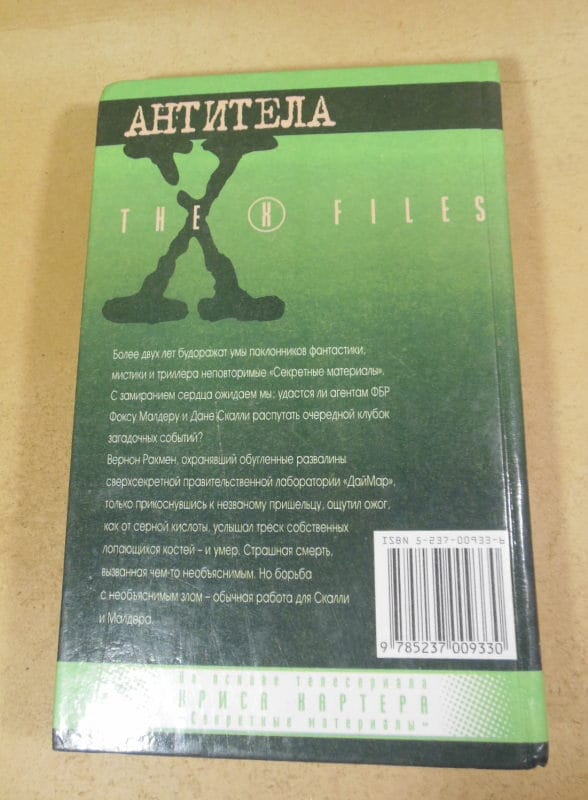 АНТИТЕЛА
THE X FILES
Более двух лет будоражат умы поклонников фантастики,
мистики и триллера неповторимые «Секретные материалы».
С замиранием сердца ожидаем мы: удастся ли агентам ФБР
Фоксу Малдеру и Дане Скалли распутать очередной клубок
загадочных событий?
Вернон Рахмен, охранявший обугленные развалины
сверхсекретной правительственной лаборатории «ДайМар»,
только прикоснувшись к незваному пришельцу, ощутил ожог,
как от серной кислоты, услышал треск собственных
лопающихся костей – и умер. Страшная смерть,
вызванная чем-то необъяснимым. Но борьба
с необъяснимым злом – обычная работа для Скалли
и Малдера.
ISBN 5-237-00933-6
9 785237 009330
На основе телесериала
КРИСА КАРТЕРА
"Секретные материалы"™